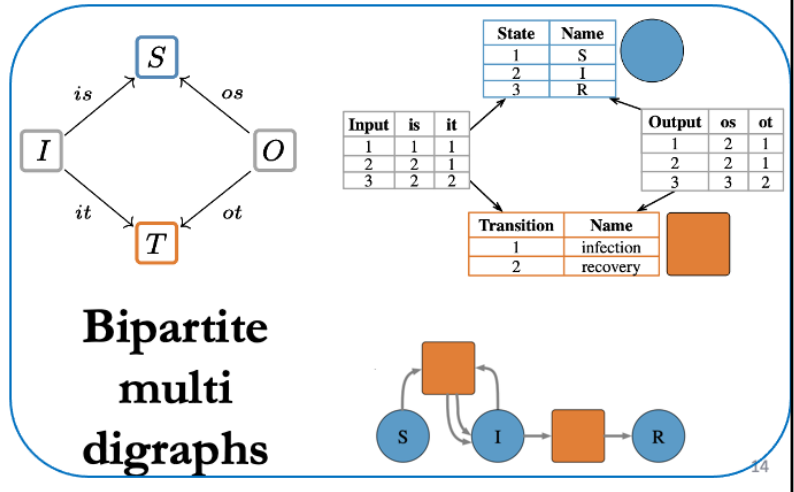 S
is
os
I
O
it
ot
T
State Name
1 S
2 I
3 R
Input is it
1 1 1
2 2 1
3 2 2
Output os ot
1 2 1
2 2 1
3 3 2
Transition Name
1 infection
2 recovery
Bipartite
multi
digraphs
S I R
14